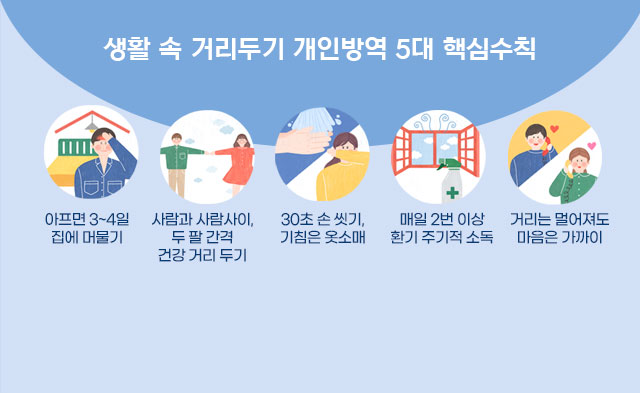 생활 속 거리두기 개인방역 5대 핵심수칙
아프면 3~4일
집에 머물기
사람과 사람사이,
두 팔 간격
건강 거리 두기
30초 손 씻기,
기침은 옷소매
매일 2번 이상
환기 주기적 소독
거리는 멀어져도
마음은 가까이